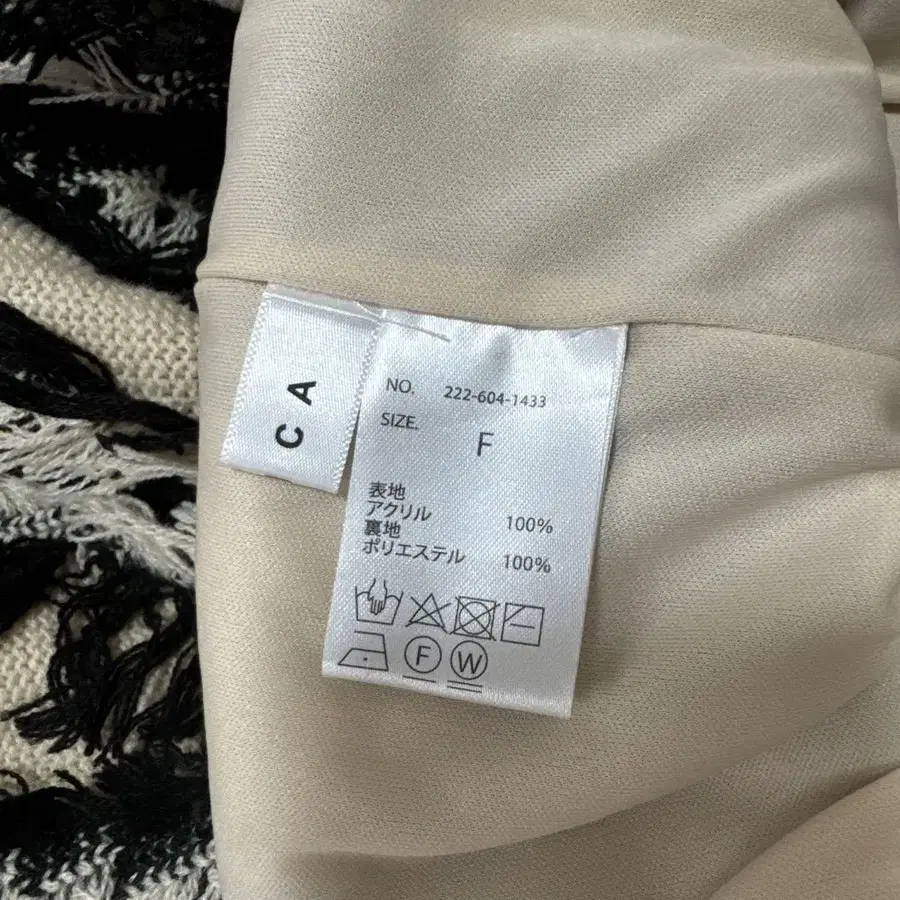 CA
NO. 222-604-1433
SIZE. F
表地
アクリル 100%
裏地
ポリエステル 100%
F W